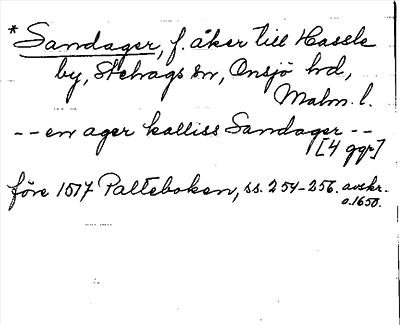 * Sandager, f. åker till Hassle
by, Stehags sn, Onsjö hd,
Malm. l.
-- en ager kalliss Sandager --
[4 ggr]
före 1517 Palteboken, ss. 254-256. avskr.
o. 1650.